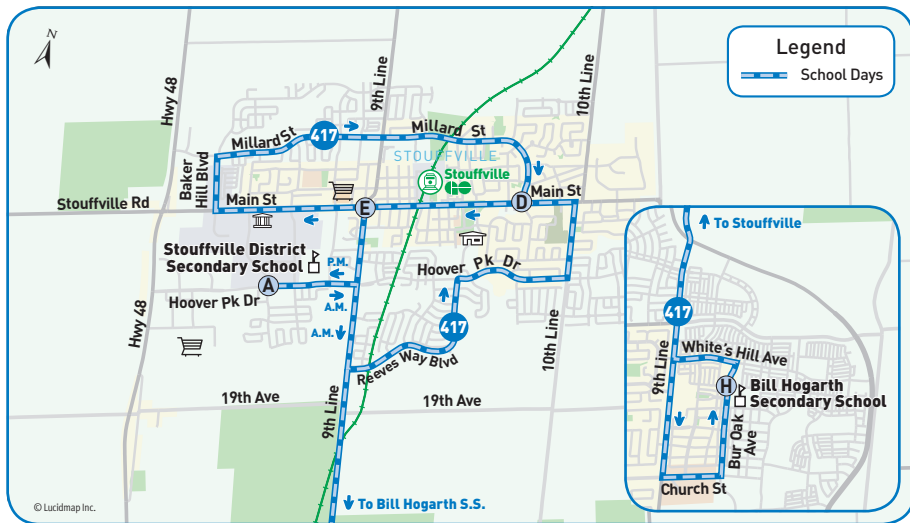 N
Legend
School Days
Hwy 48
9th Line
10th Line
Millard St
417
Millard St
STOUFFVILLE
Stouffville
Baker
Hill Blvd
Main St
Main St
Stouffville Rd
E
D
To Stouffville
Stouffville District
Secondary School
P.M.
A
Hoover Pk Dr
A.M.
A.M.
Hoover Pk Dr
417
Reeves Way Blvd
Hwy 48
10th Line
417
White's Hill Ave
9th Line
H
Bill Hogarth
Secondary School
Bur Oak
Ave
Church St
19th Ave
19th Ave
9th Line
To Bill Hogarth S.S.
© Lucidmap Inc.